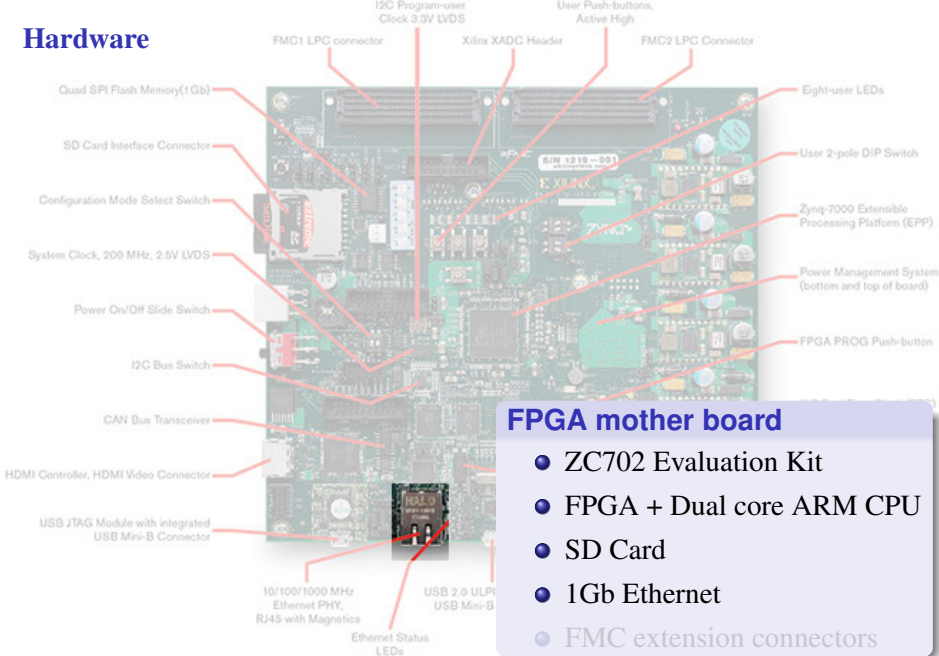 Hardware
I2C Program-user
Clock 3.3V LVDS
User Push-buttons,
Active High
FMC1 LPC connector
Xilinx XADC Header
FMC2 LPC Connector
Quad SPI Flash Memory(1Gb)
Eight-user LEDs
SD Card Interface Connector
S/N 1219 – 001
User 2-pole DIP Switch
XILINX
Configuration Mode Select Switch
ZYNQ
Zynq-7000 Extensible
Processing Platform (EPP)
System Clock, 200 MHz, 2.5V LVDS
Power Management System
(bottom and top of board)
Power On/Off Slide Switch
FPGA PROG Push-button
I2C Bus Switch
CAN Bus Transceiver
HDMI Controller, HDMI Video Connector
HALO
USB JTAG Module with integrated
USB Mini-B Connector
10/100/1000 MHz
Ethernet PHY,
RJ45 with Magnetics
USB 2.0 ULPI
USB Mini-B
Ethernet Status
LEDs
FPGA mother board
ZC702 Evaluation Kit
FPGA + Dual core ARM CPU
SD Card
1Gb Ethernet
FMC extension connectors